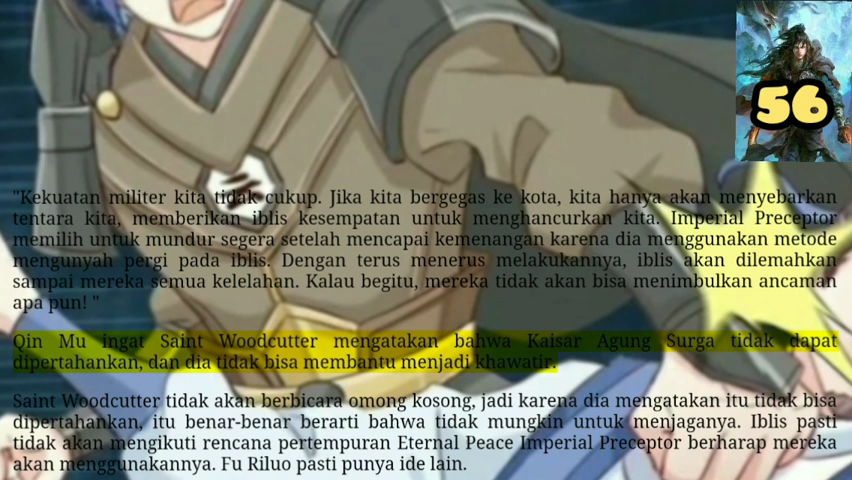 56
"Kekuatan militer kita tidak cukup. Jika kita bergegas ke kota, kita hanya akan menyebarkan
tentara kita, memberikan iblis kesempatan untuk menghancurkan kita. Imperial Preceptor
memilih untuk mundur segera setelah mencapai kemenangan karena dia menggunakan metode
mengunyah pergi pada iblis. Dengan terus menerus melakukannya, iblis akan dilemahkan
sampai mereka semua kelelahan. Kalau begitu, mereka tidak akan bisa menimbulkan ancaman
apa pun! "
Qin Mu ingat Saint Woodcutter mengatakan bahwa Kaisar Agung Surga tidak dapat
dipertahankan, dan dia tidak bisa membantu menjadi khawatir.
Saint Woodcutter tidak akan berbicara omong kosong, jadi karena dia mengatakan itu tidak bisa
dipertahankan, itu benar-benar berarti bahwa tidak mungkin untuk menjaganya. Iblis pasti
tidak akan mengikuti rencana pertempuran Eternal Peace Imperial Preceptor berharap mereka
akan menggunakannya. Fu Riluo pasti punya ide lain.